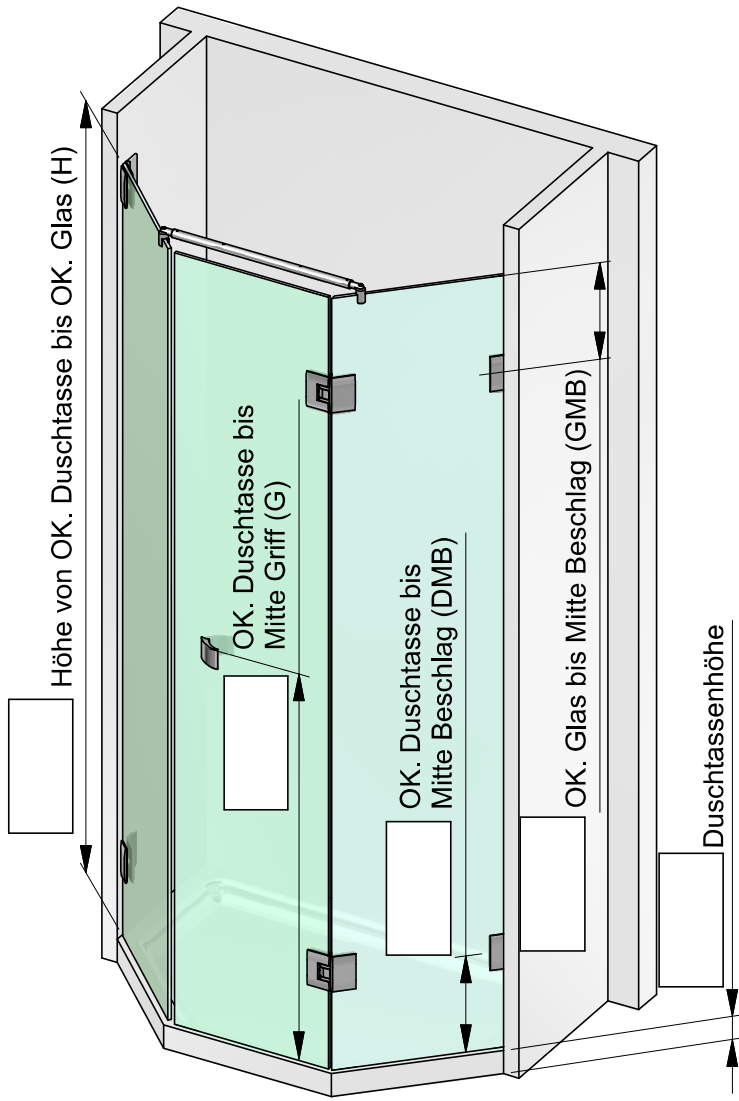 Höhe von OK. Duschtasse bis OK. Glas (H)
OK. Duschtasse bis
Mitte Griff (G)
OK. Duschtasse bis
Mitte Beschlag (DMB)
OK. Glas bis Mitte Beschlag (GMB)
Duschtassenhöhe